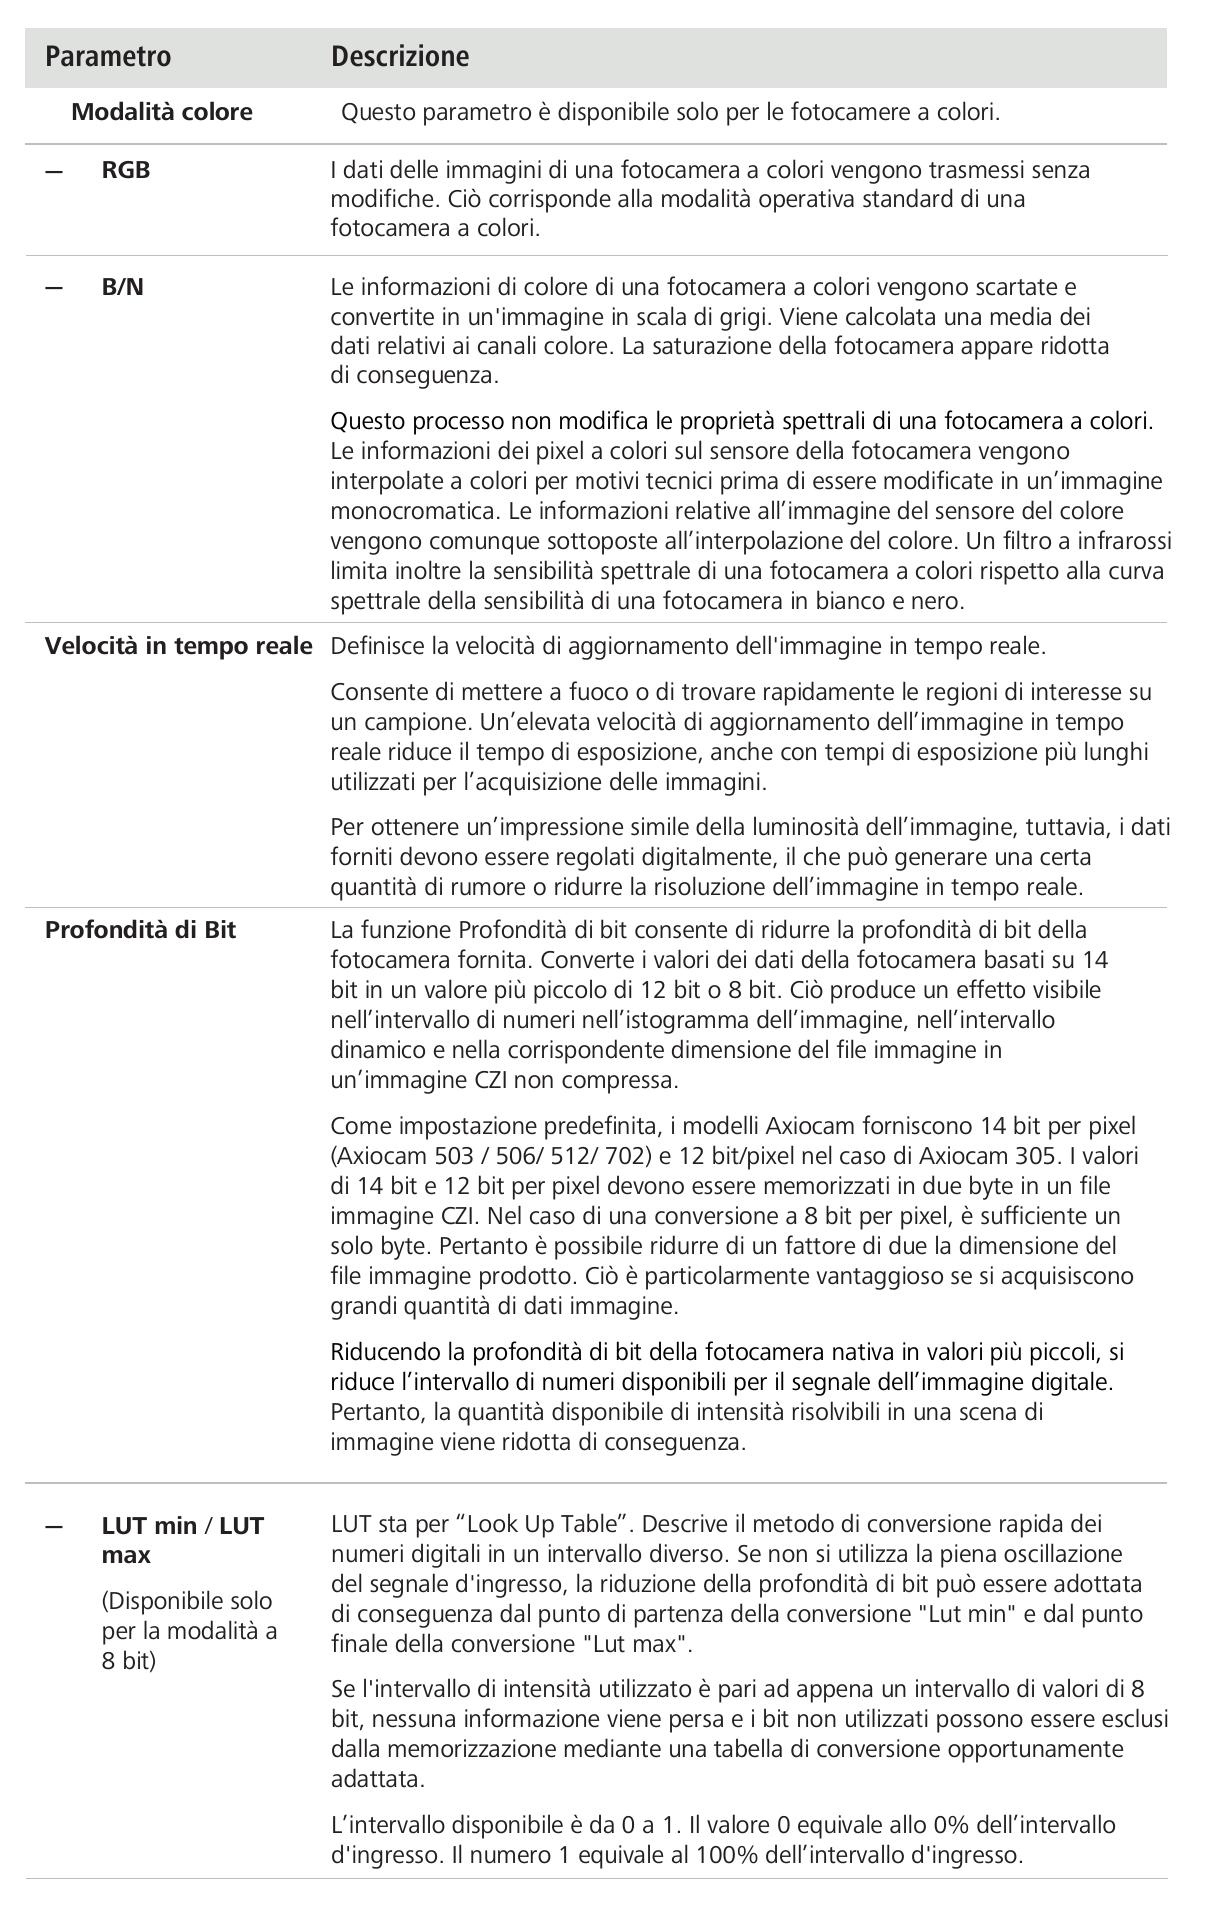 Parametro Descrizione
Modalità colore Questo parametro è disponibile solo per le fotocamere a colori.
— RGB I dati delle immagini di una fotocamera a colori vengono trasmessi senza
modifiche. Ciò corrisponde alla modalità operativa standard di una
fotocamera a colori.
— B/N Le informazioni di colore di una fotocamera a colori vengono scartate e
convertite in un'immagine in scala di grigi. Viene calcolata una media dei
dati relativi ai canali colore. La saturazione della fotocamera appare ridotta
di conseguenza.
Questo processo non modifica le proprietà spettrali di una fotocamera a colori.
Le informazioni dei pixel a colori sul sensore della fotocamera vengono
interpolate a colori per motivi tecnici prima di essere modificate in un’immagine
monocromatica. Le informazioni relative all’immagine del sensore del colore
vengono comunque sottoposte all’interpolazione del colore. Un filtro a infrarossi
limita inoltre la sensibilità spettrale di una fotocamera a colori rispetto alla curva
spettrale della sensibilità di una fotocamera in bianco e nero.
Velocità in tempo reale Definisce la velocità di aggiornamento dell'immagine in tempo reale.
Consente di mettere a fuoco o di trovare rapidamente le regioni di interesse su
un campione. Un’elevata velocità di aggiornamento dell’immagine in tempo
reale riduce il tempo di esposizione, anche con tempi di esposizione più lunghi
utilizzati per l’acquisizione delle immagini.
Per ottenere un’impressione simile della luminosità dell’immagine, tuttavia, i dati
forniti devono essere regolati digitalmente, il che può generare una certa
quantità di rumore o ridurre la risoluzione dell’immagine in tempo reale.
Profondità di Bit La funzione Profondità di bit consente di ridurre la profondità di bit della
fotocamera fornita. Converte i valori dei dati della fotocamera basati su 14
bit in un valore più piccolo di 12 bit o 8 bit. Ciò produce un effetto visibile
nell’intervallo di numeri nell’istogramma dell’immagine, nell’intervallo
dinamico e nella corrispondente dimensione del file immagine in
un’immagine CZI non compressa.
Come impostazione predefinita, i modelli Axiocam forniscono 14 bit per pixel
(Axiocam 503 / 506/ 512/ 702) e 12 bit/pixel nel caso di Axiocam 305. I valori
di 14 bit e 12 bit per pixel devono essere memorizzati in due byte in un file
immagine CZI. Nel caso di una conversione a 8 bit per pixel, è sufficiente un
solo byte. Pertanto è possibile ridurre di un fattore di due la dimensione del
file immagine prodotto. Ciò è particolarmente vantaggioso se si acquisiscono
grandi quantità di dati immagine.
Riducendo la profondità di bit della fotocamera nativa in valori più piccoli, si
riduce l’intervallo di numeri disponibili per il segnale dell’immagine digitale.
Pertanto, la quantità disponibile di intensità risolvibili in una scena di
immagine viene ridotta di conseguenza.
— LUT min / LUT
max
(Disponibile solo
per la modalità a
8 bit)
LUT sta per “Look Up Table”. Descrive il metodo di conversione rapida dei
numeri digitali in un intervallo diverso. Se non si utilizza la piena oscillazione
del segnale d'ingresso, la riduzione della profondità di bit può essere adottata
di conseguenza dal punto di partenza della conversione "Lut min" e dal punto
finale della conversione "Lut max".
Se l'intervallo di intensità utilizzato è pari ad appena un intervallo di valori di 8
bit, nessuna informazione viene persa e i bit non utilizzati possono essere esclusi
dalla memorizzazione mediante una tabella di conversione opportunamente
adattata.
L’intervallo disponibile è da 0 a 1. Il valore 0 equivale allo 0% dell’intervallo
d'ingresso. Il numero 1 equivale al 100% dell’intervallo d'ingresso.